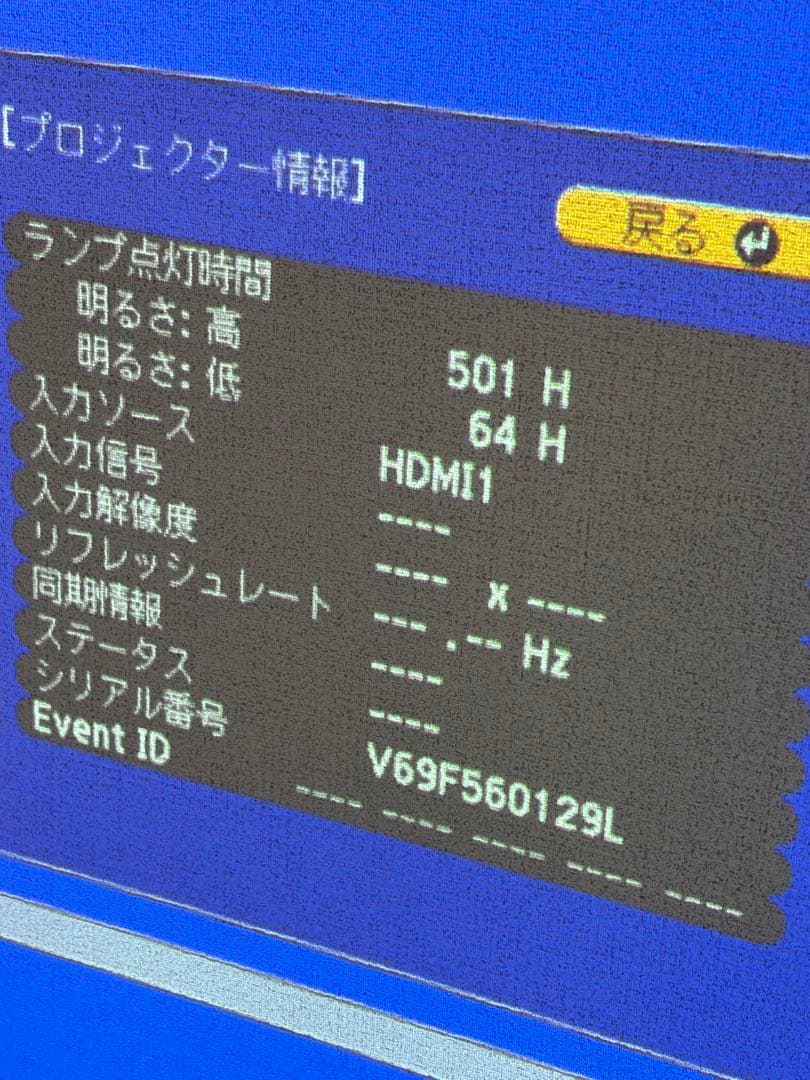 [プロジェクター情報]
戻る
ランプ点灯時間
明るさ: 高 501 H
明るさ: 低 64 H
入力ソース HDMI1
入力信号 ----
入力解像度 ---- x ----
リフレッシュレート --- .-- Hz
同期情報 ----
ステータス ----
シリアル番号 V69F560129L
Event ID ---- ---- ---- ---- ----